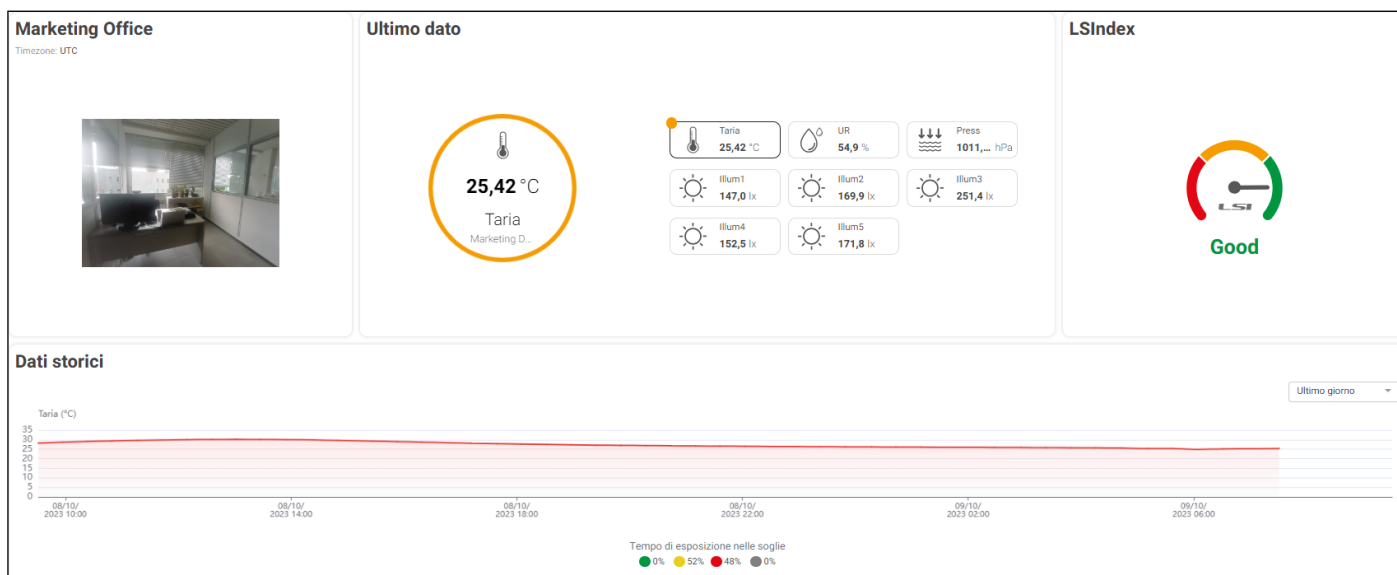 Marketing Office
Timezone: UTC
Ultimo dato
25,42 °C
Taria
Marketing D...
Taria
25,42 °C
UR
54,9 %
Press
1011,... hPa
Illum1
147,0 lx
Illum2
169,9 lx
Illum3
251,4 lx
Illum4
152,5 lx
Illum5
171,8 lx
LSIndex
LSI
Good
Dati storici
Ultimo giorno
Taria (°C)
35
30
25
20
15
10
5
0
08/10/
2023 10:00
08/10/
2023 14:00
08/10/
2023 18:00
08/10/
2023 22:00
09/10/
2023 02:00
09/10/
2023 06:00
Tempo di esposizione nelle soglie
0% 52% 48% 0%